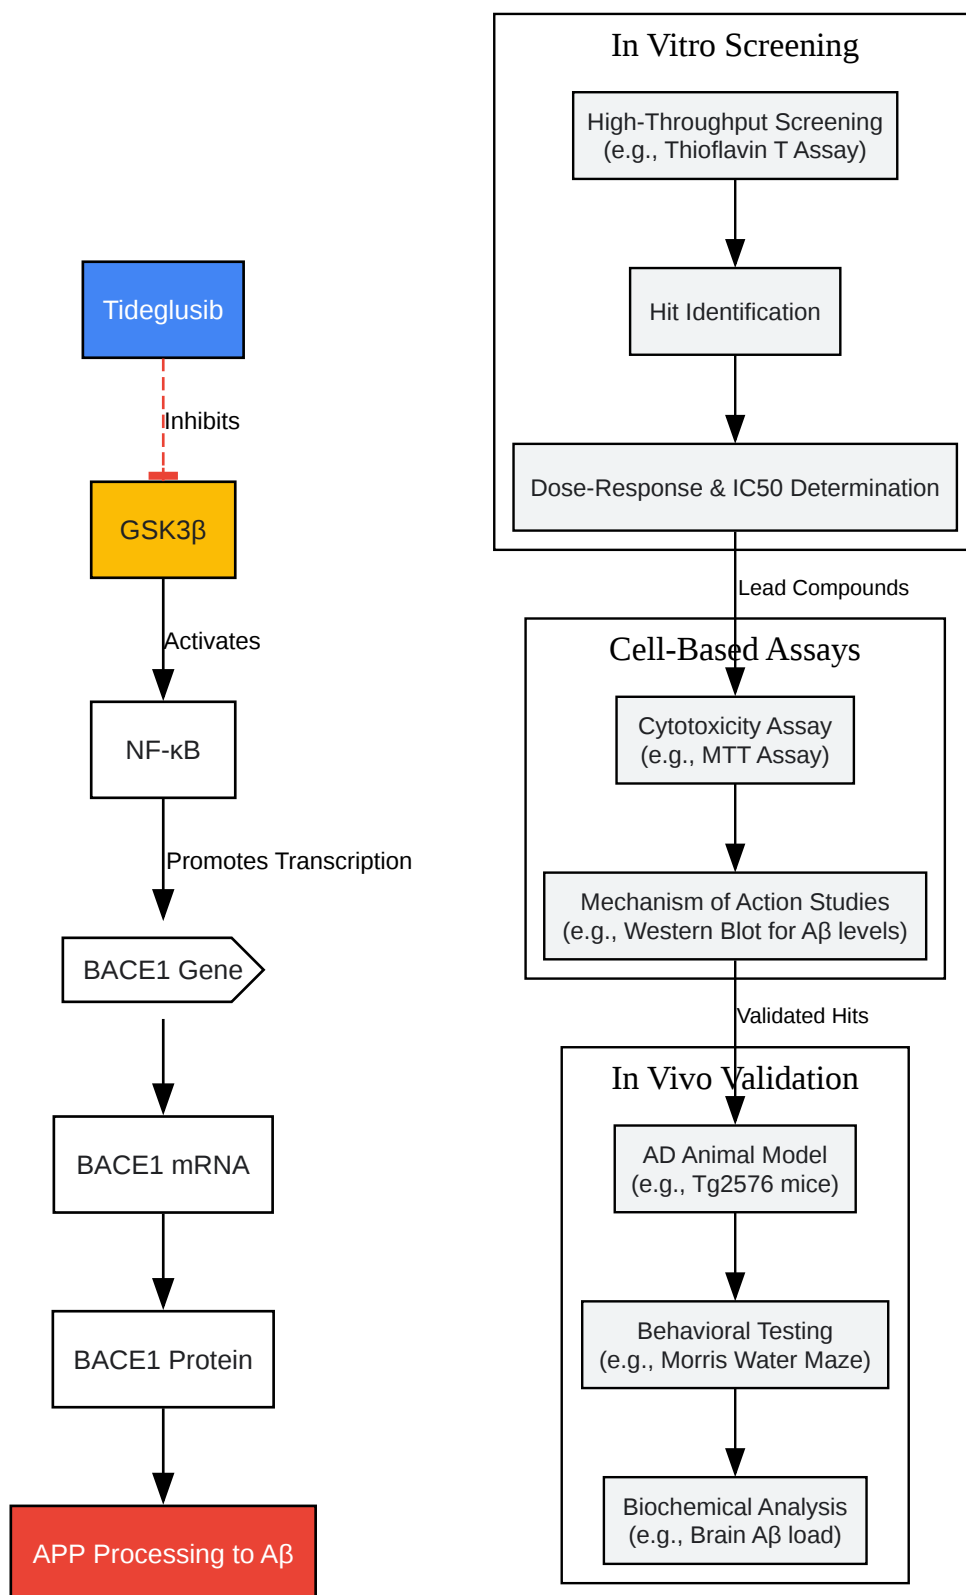 Tideglusib
Inhibits
GSK3β
Activates
NF-κB
Promotes Transcription
BACE1 Gene
BACE1 mRNA
BACE1 Protein
APP Processing to Aβ
In Vitro Screening
High-Throughput Screening
(e.g., Thioflavin T Assay)
Hit Identification
Dose-Response & IC50 Determination
Lead Compounds
Cell-Based Assays
Cytotoxicity Assay
(e.g., MTT Assay)
Mechanism of Action Studies
(e.g., Western Blot for Aβ levels)
Validated Hits
In Vivo Validation
AD Animal Model
(e.g., Tg2576 mice)
Behavioral Testing
(e.g., Morris Water Maze)
Biochemical Analysis
(e.g., Brain Aβ load)